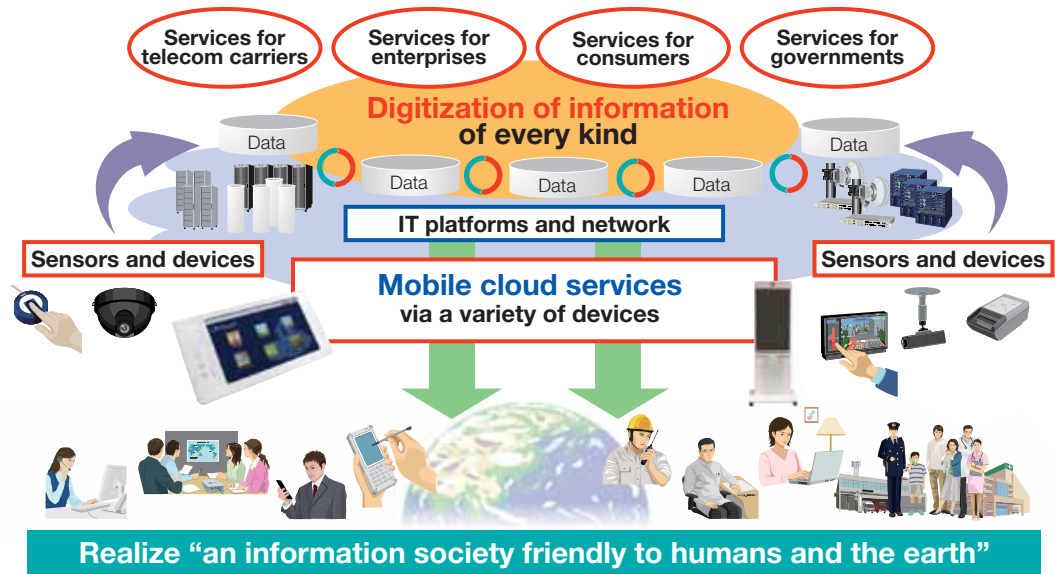 Services for
telecom carriers
Services for
enterprises
Services for
consumers
Services for
governments
Digitization of information
of every kind
Data
Data
Data
Data
Data
IT platforms and network
Sensors and devices
Sensors and devices
Mobile cloud services
via a variety of devices
Realize “an information society friendly to humans and the earth”